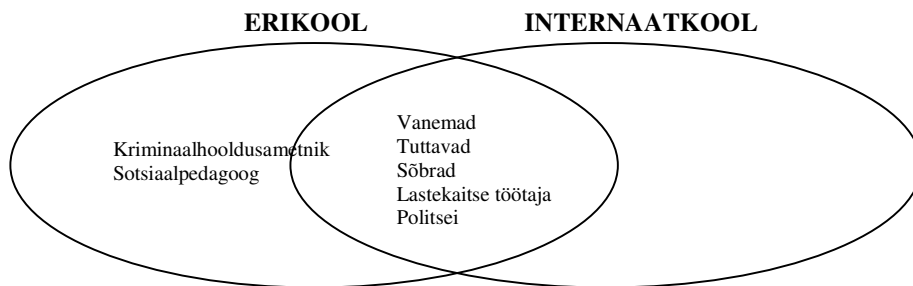 ERIKOOL INTERNAATKOOL
Kriminaalhooldusametnik
Sotsiaalpedagoog
Vanemad
Tuttavad
Sõbrad
Lastekaitse töötaja
Politsei